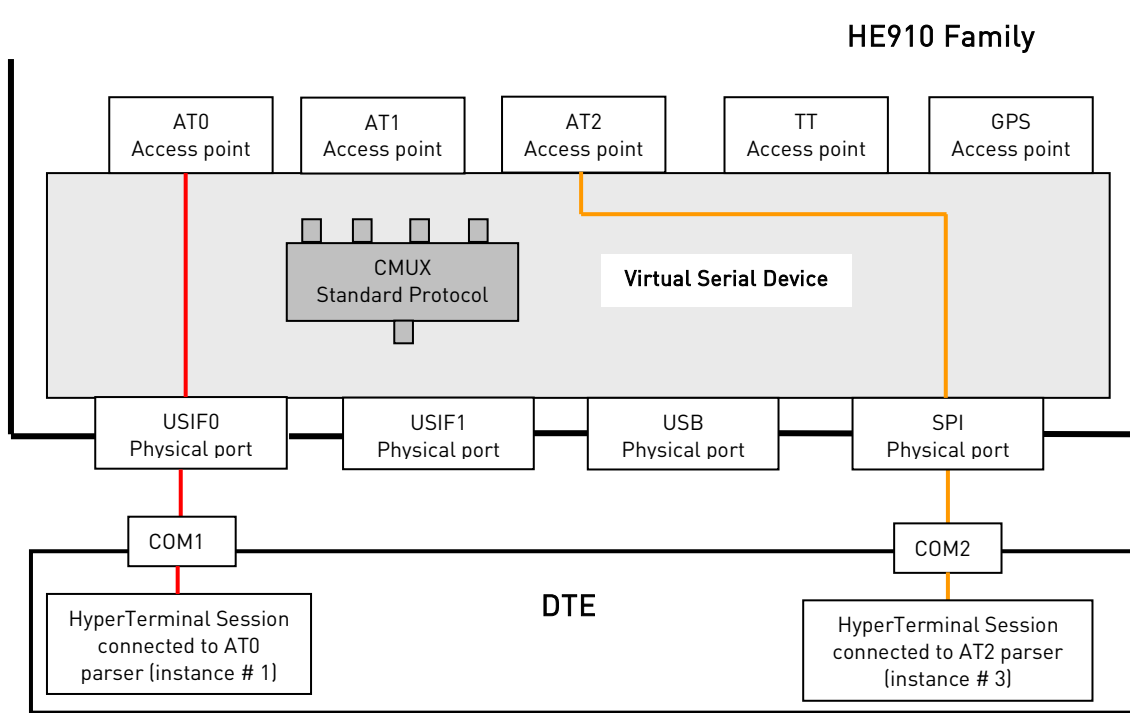 HE910 Family
AT0
Access point
AT1
Access point
AT2
Access point
TT
Access point
GPS
Access point
CMUX
Standard Protocol
Virtual Serial Device
USIF0
Physical port
USIF1
Physical port
USB
Physical port
SPI
Physical port
COM1
COM2
DTE
HyperTerminal Session
connected to AT0
parser (instance # 1)
HyperTerminal Session
connected to AT2 parser
(instance # 3)